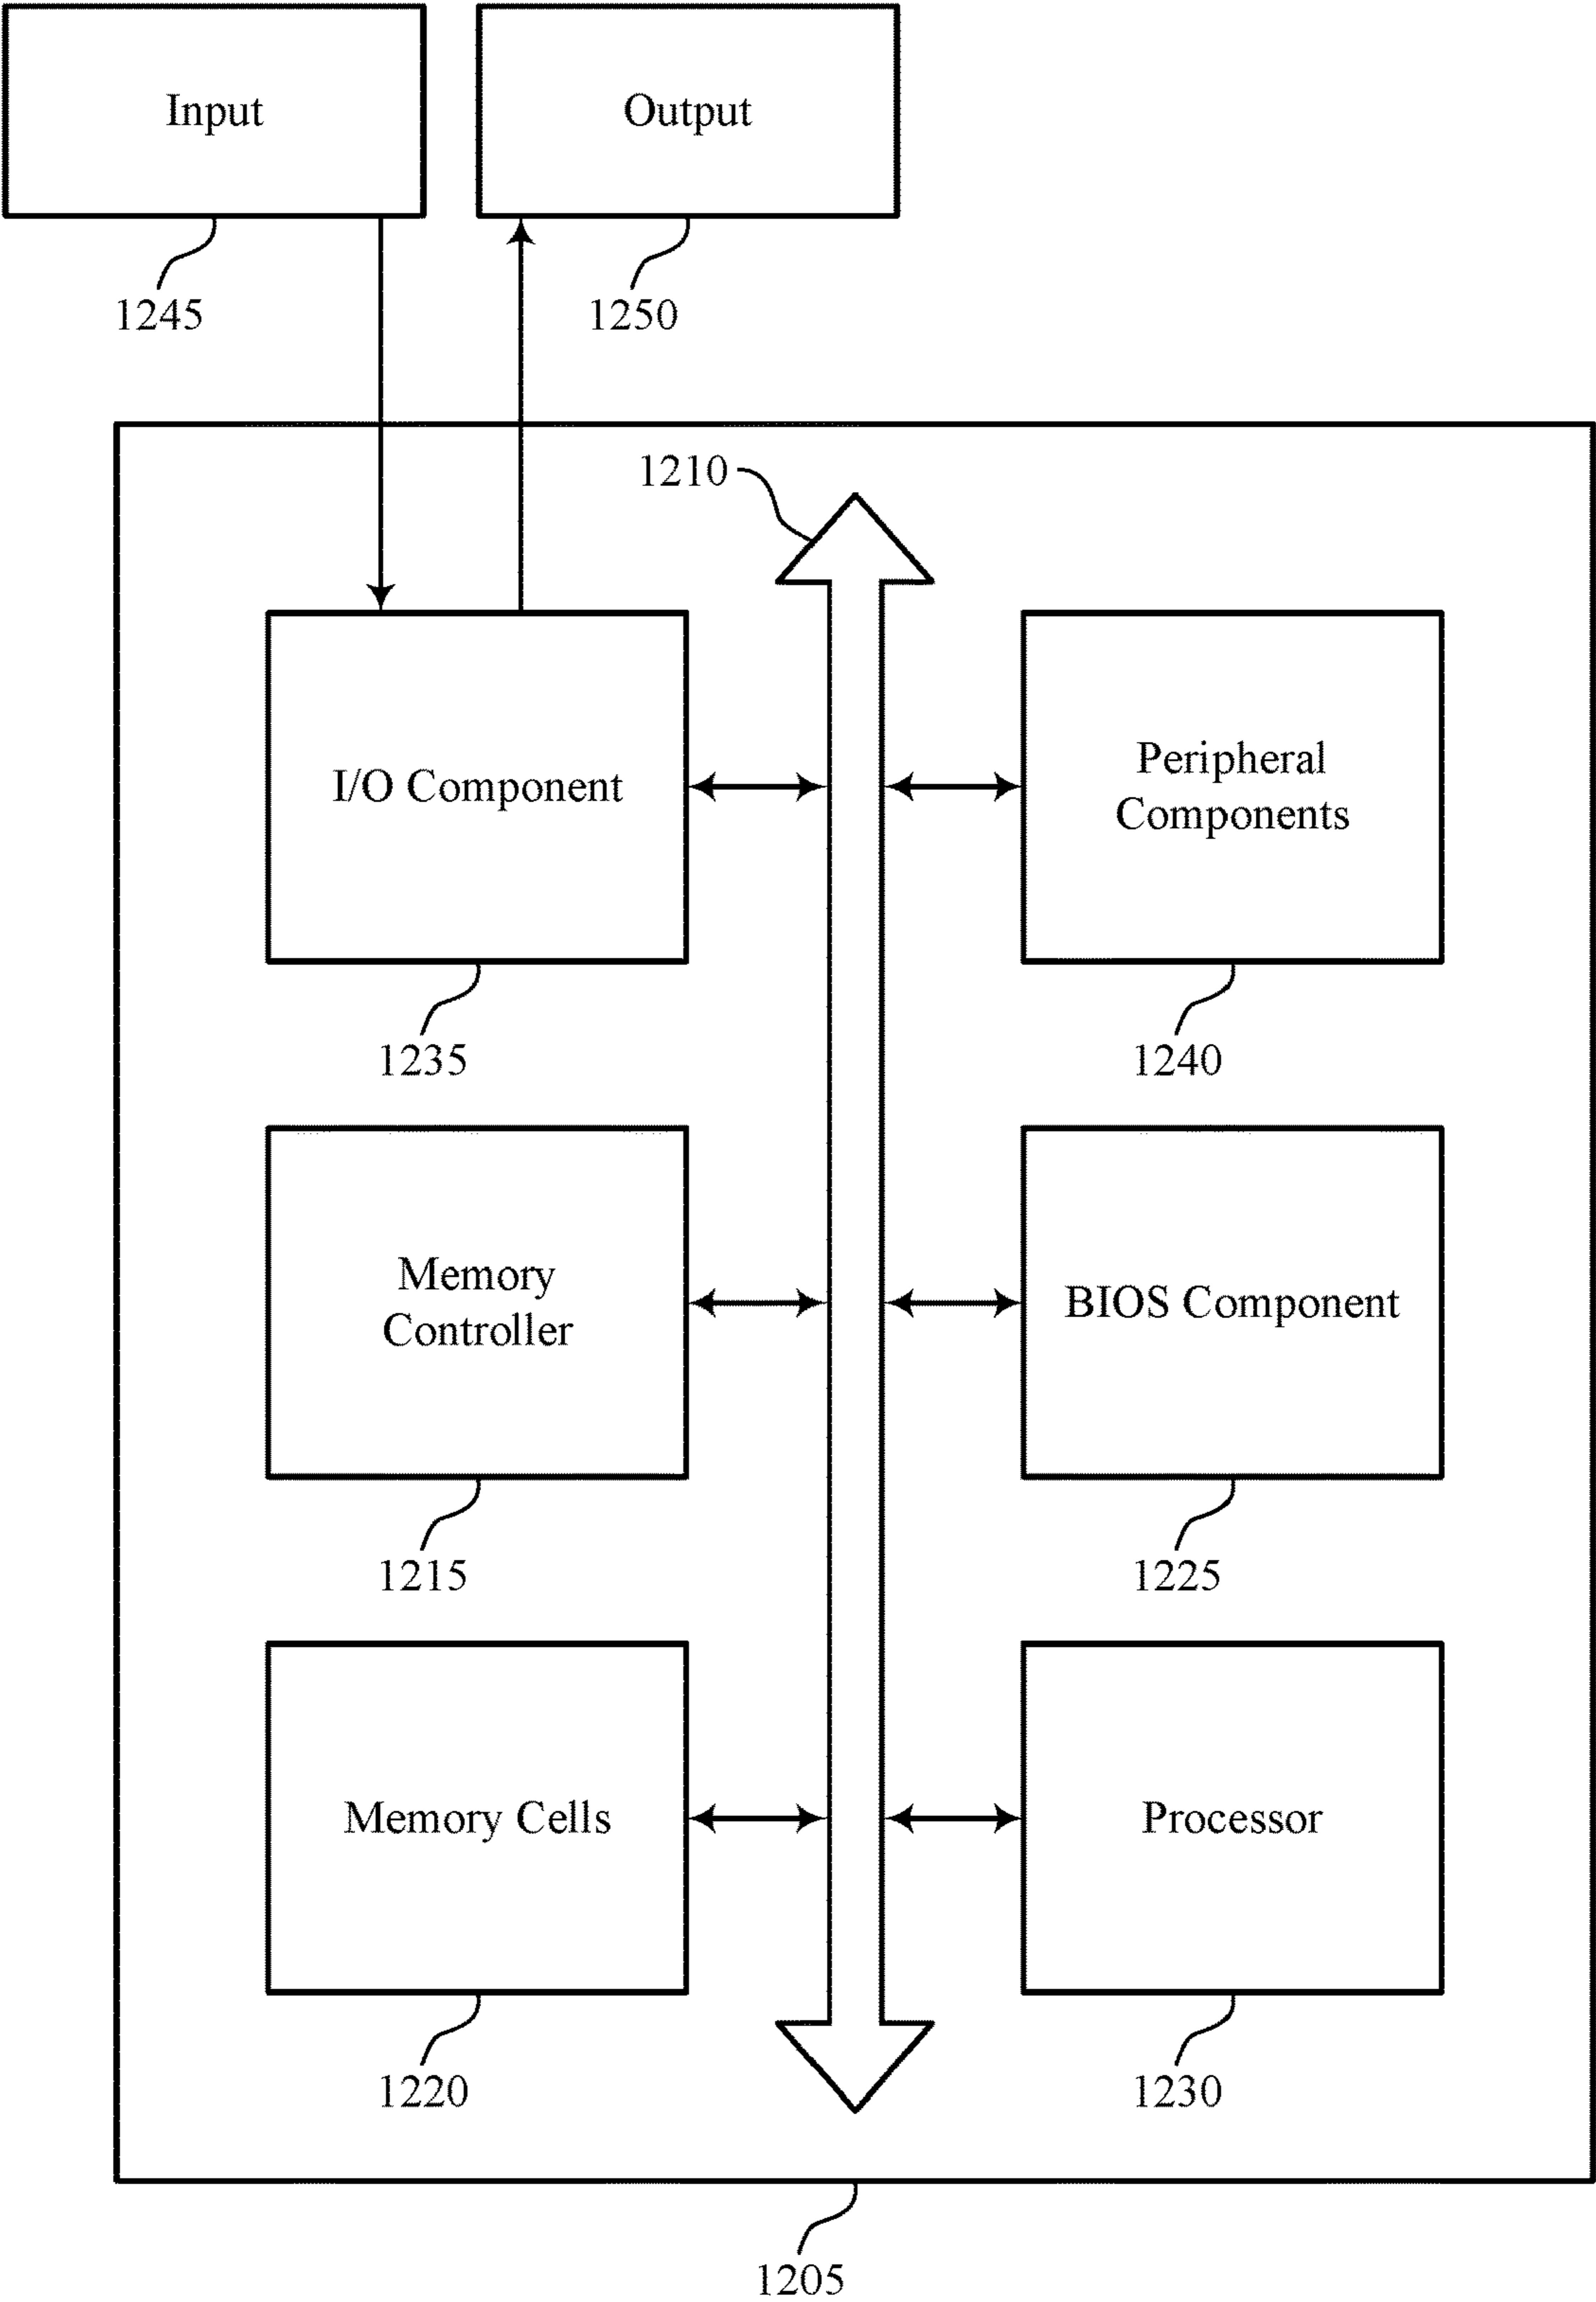 Input
Output
1245
1250
1210
I/O Component
Peripheral
Components
1235
1240
Memory
Controller
BIOS Component
1215
1225
Memory Cells
Processor
1220
1230
1205